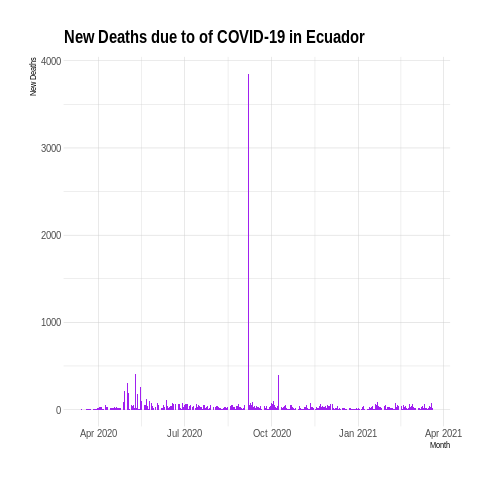 New Deaths due to of COVID-19 in Ecuador
New Deaths
4000
3000
2000
1000
0
Apr 2020 Jul 2020 Oct 2020 Jan 2021 Apr 2021
Month